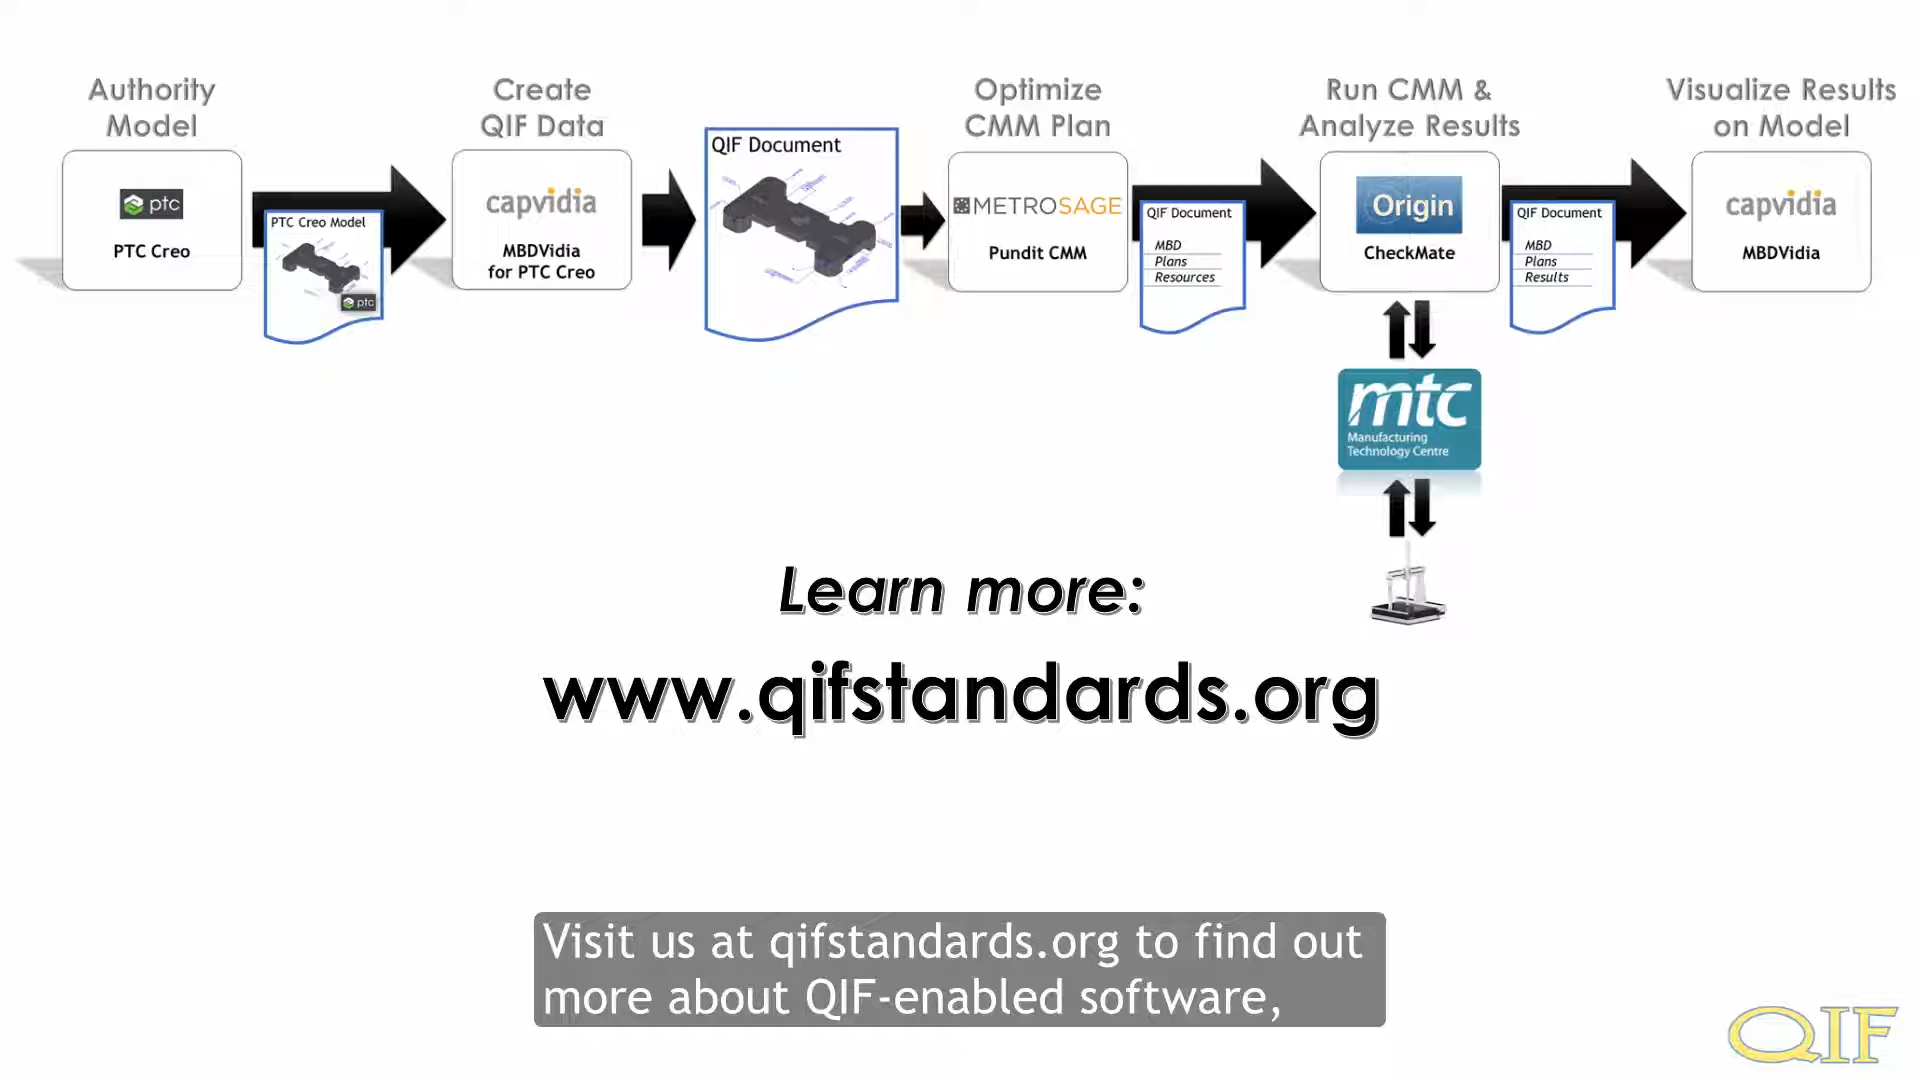 Authority
Model
Create
QIF Data
Optimize
CMM Plan
Run CMM &
Analyze Results
Visualize Results
on Model
ptc
PTC Creo
PTC Creo Model
ptc
capvidia
MBDVidia
for PTC Creo
QIF Document
METROSAGE
Pundit CMM
QIF Document
MBD
Plans
Resources
Origin
CheckMate
QIF Document
MBD
Plans
Results
capvidia
MBDVidia
mtc
Manufacturing
Technology Centre
Learn more:
www.qifstandards.org
Visit us at qifstandards.org to find out
more about QIF-enabled software,
QIF